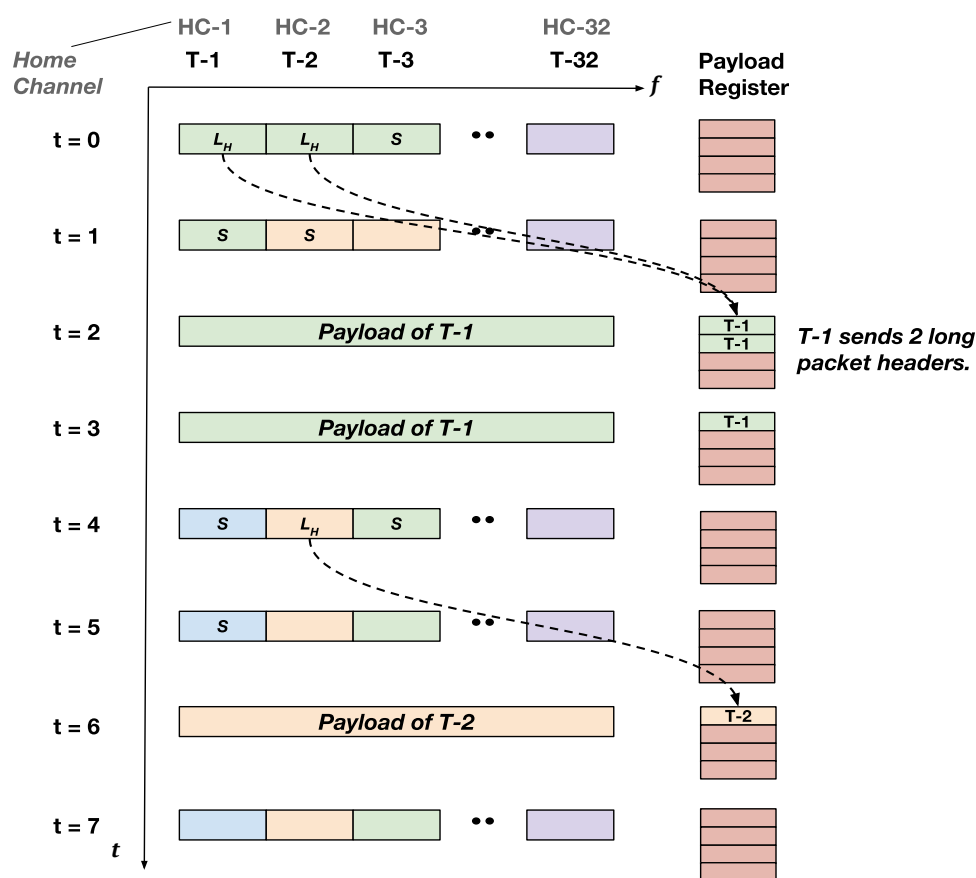 HC-1 HC-2 HC-3 HC-32
Home Channel
T-1 T-2 T-3 T-32
Payload Register
f
t = 0
L_H L_H S
t = 1
S S
t = 2
Payload of T-1
T-1
T-1
T-1 sends 2 long
packet headers.
t = 3
Payload of T-1
T-1
t = 4
S L_H S
t = 5
S
t = 6
Payload of T-2
T-2
t = 7
t